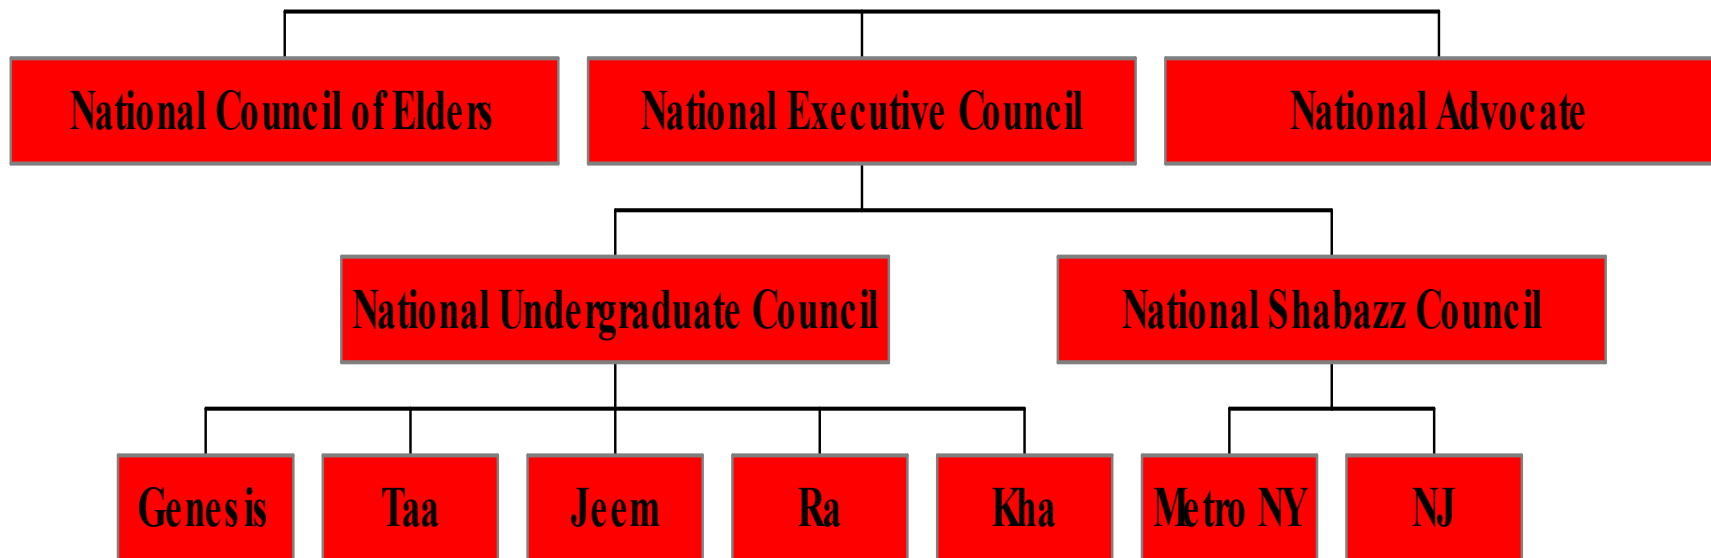 National Council of Elders
National Executive Council
National Advocate
National Undergraduate Council
National Shabazz Council
Genesis
Taa
Jeem
Ra
Kha
Metro NY
NJ